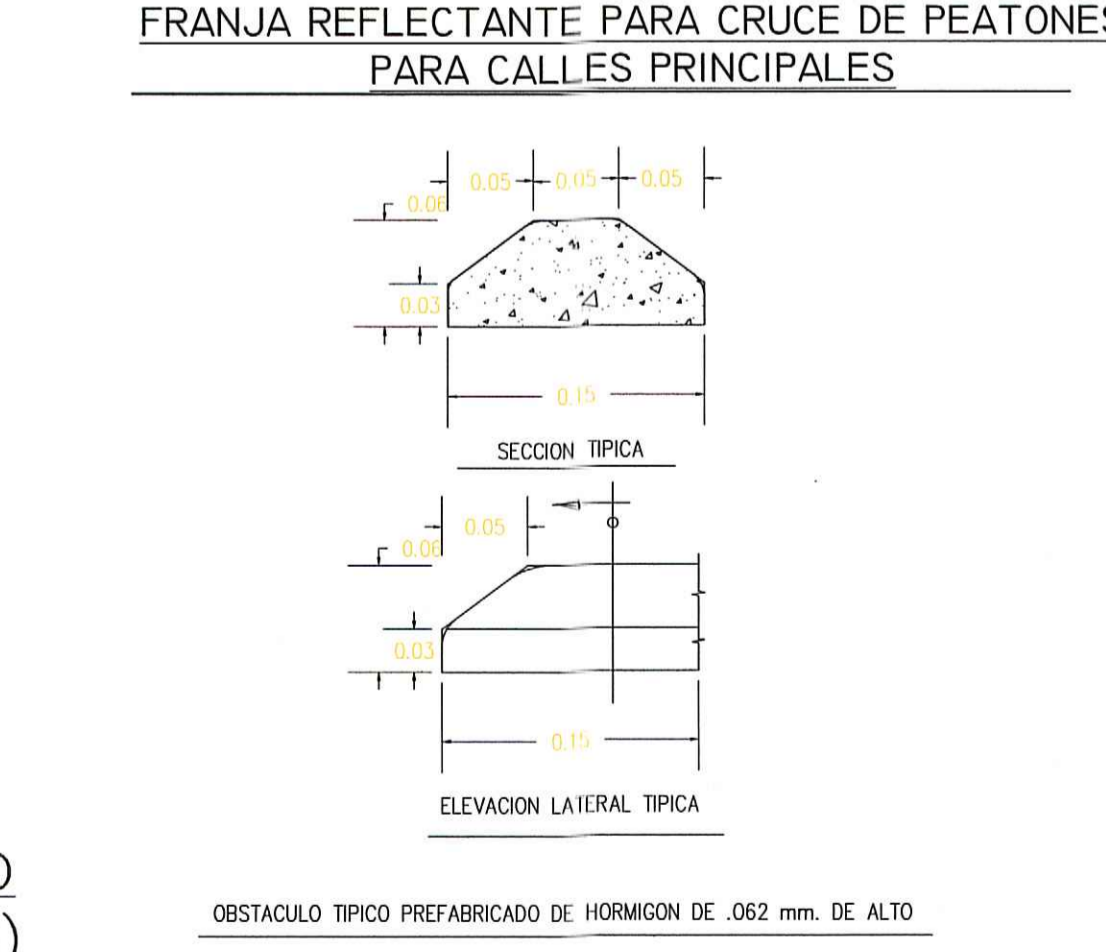 FRANJA REFLECTANTE PARA CRUCE DE PEATONES
PARA CALLES PRINCIPALES
0.05 0.05 0.05
0.06
0.03
0.15
SECCION TIPICA
0.05
0.06
0.03
0.15
ELEVACION LATERAL TIPICA
)
OBSTACULO TIPICO PREFABRICADO DE HORMIGON DE .062 mm. DE ALTO